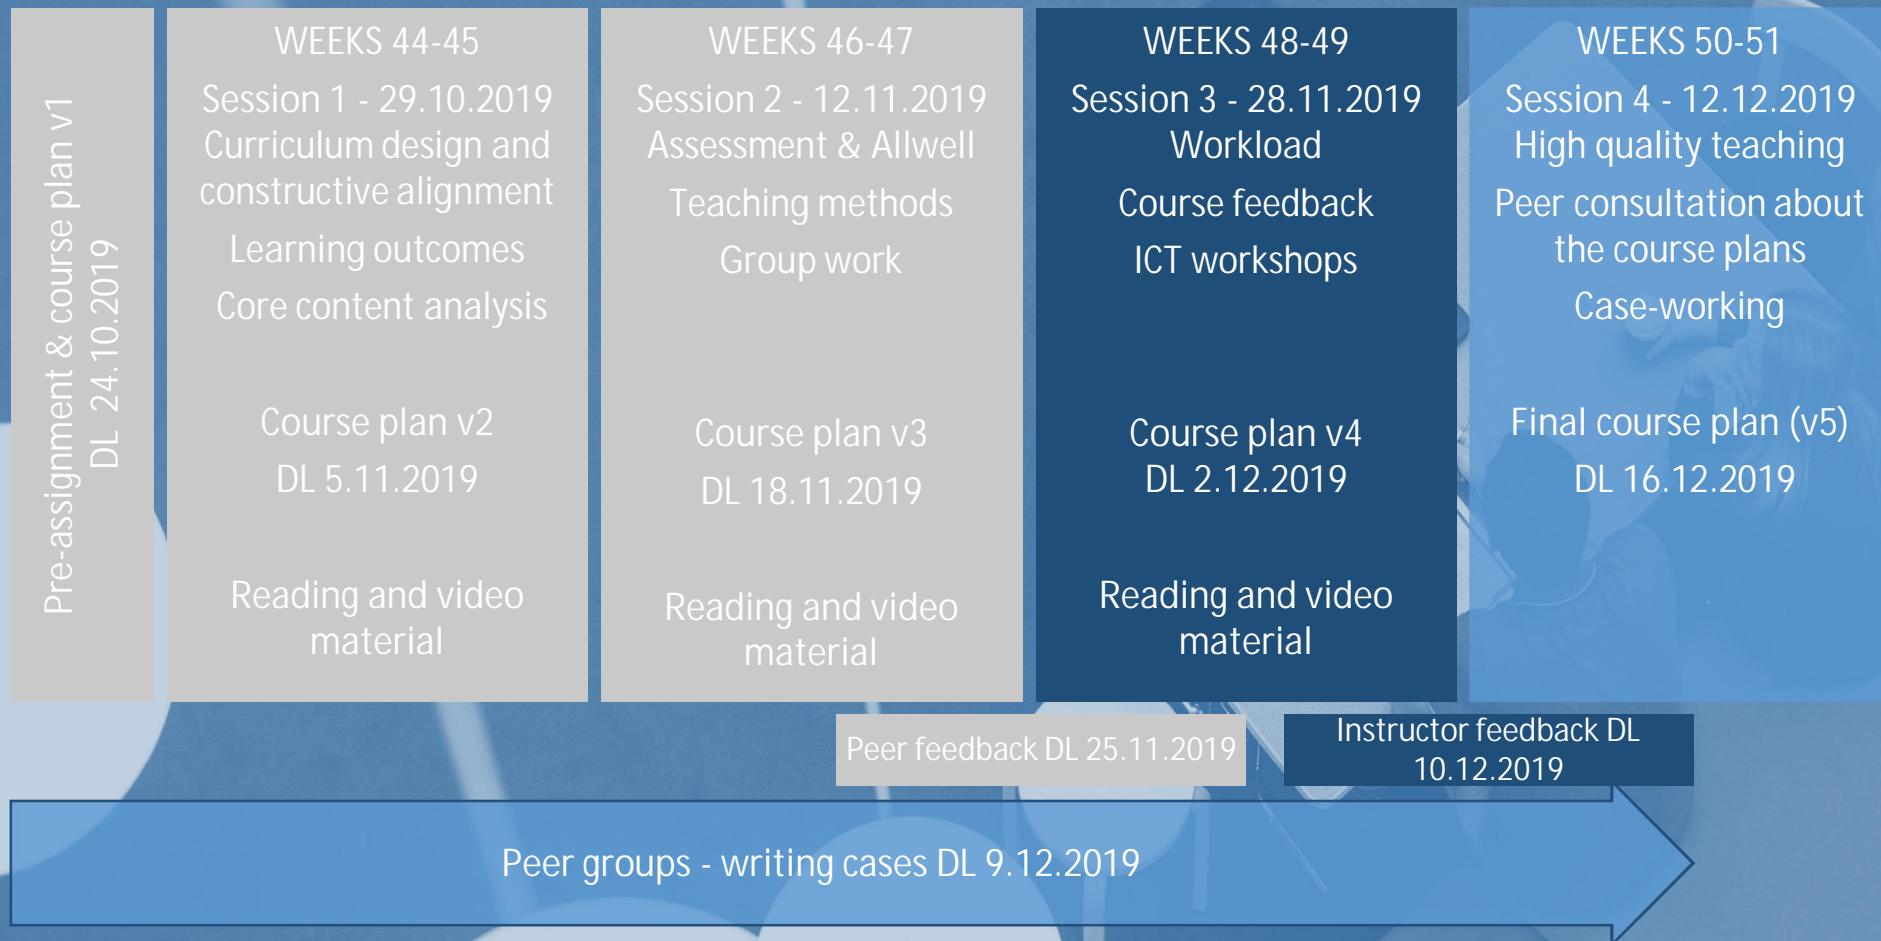 Pre-assignment & course plan v1
DL 24.10.2019
WEEKS 44-45
Session 1 - 29.10.2019
Curriculum design and
constructive alignment
Learning outcomes
Core content analysis
Course plan v2
DL 5.11.2019
Reading and video
material
WEEKS 46-47
Session 2 - 12.11.2019
Assessment & Allwell
Teaching methods
Group work
Course plan v3
DL 18.11.2019
Reading and video
material
WEEKS 48-49
Session 3 - 28.11.2019
Workload
Course feedback
ICT workshops
Course plan v4
DL 2.12.2019
Reading and video
material
WEEKS 50-51
Session 4 - 12.12.2019
High quality teaching
Peer consultation about
the course plans
Case-working
Final course plan (v5)
DL 16.12.2019
Peer feedback DL 25.11.2019
Instructor feedback DL
10.12.2019
Peer groups - writing cases DL 9.12.2019